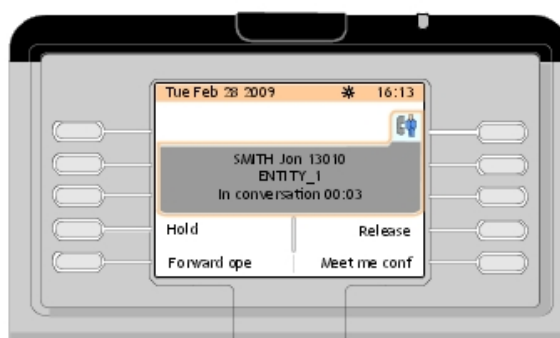 Tue Feb 28 2009 16:13
SMITH Jon 13010
ENTITY_1
In conversation 00:03
Hold Release
Forward ope Meet me conf